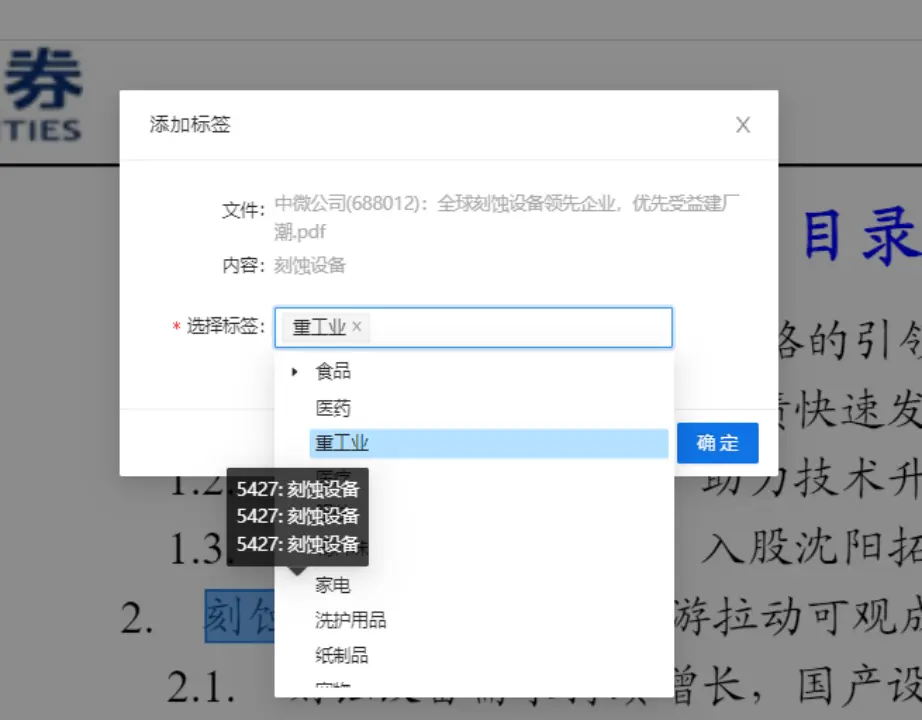 券
TIES
添加标签
X
文件:
中微公司(688012)：全球刻蚀设备领先企业，优先受益建厂
潮.pdf
内容:
刻蚀设备
目录
* 选择标签:
重工业 ×
络的引领
食品
责快速发
医药
重工业
确定
1.2.
助力技术升
医疗
5427: 刻蚀设备
5427: 刻蚀设备
5427: 刻蚀设备
1.3.
入股沈阳拓
家电
2. 刻蚀
游拉动可观成
洗护用品
纸制品
2.1.
增长，国产设